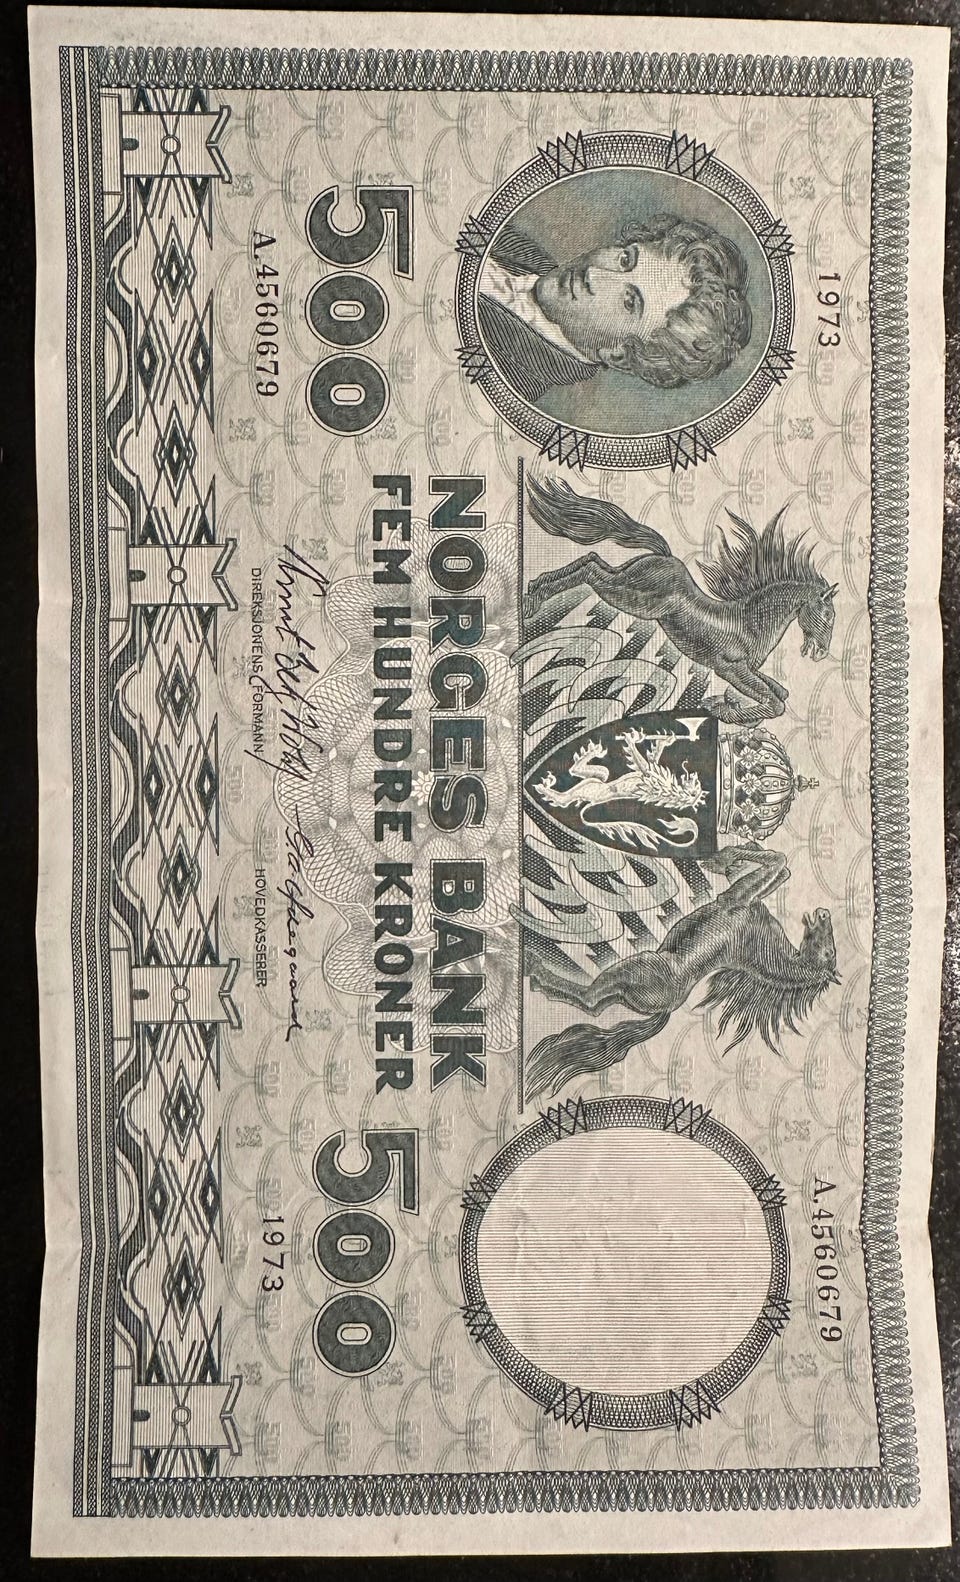 1973
A.4560679
NORGES BANK
500
FEM HUNDRE KRONER
500
A.4560679
1973
DIREKSJONENS FORMANN
HOVEDKASSERER